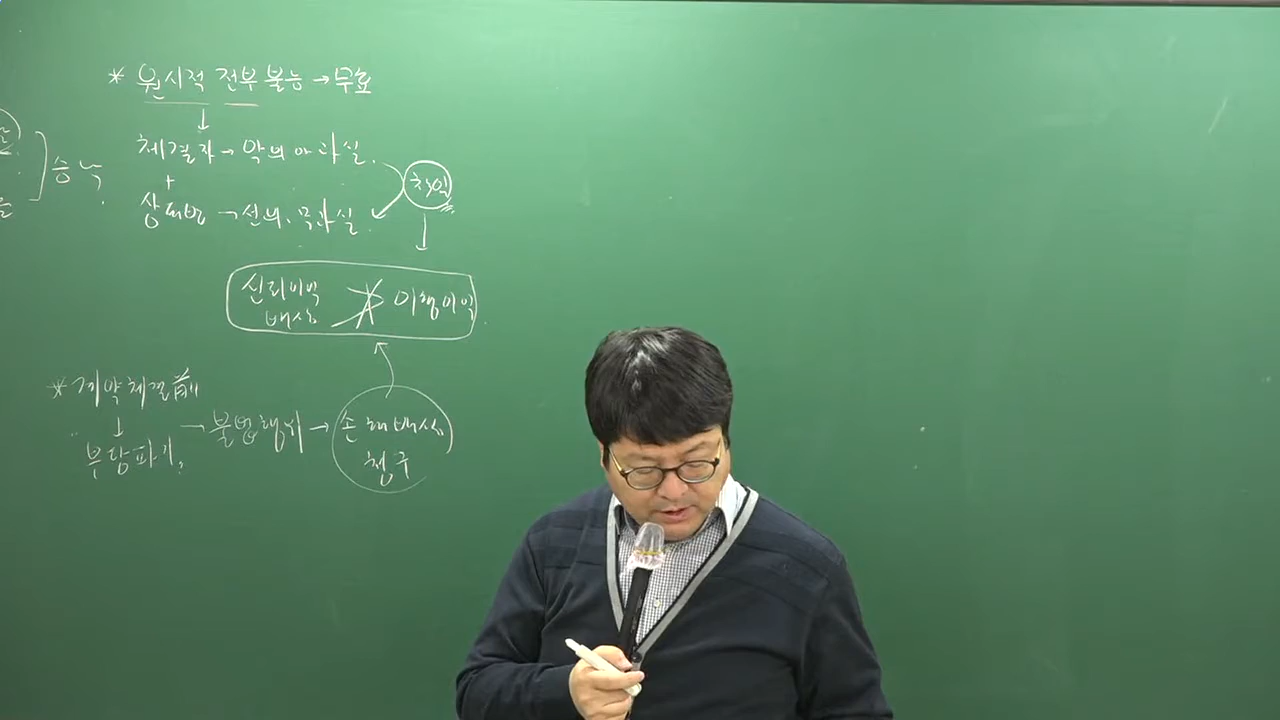 * 원시적 전부 불능 → 무효
↓
체결자 → 악의 or 과실
+
상대방 → 선의, 무과실
책임
↓
신뢰이익 배상
이행이익
승낙
* 계약체결前
↓
부당파기 → 불법행위 → 손해배상 청구